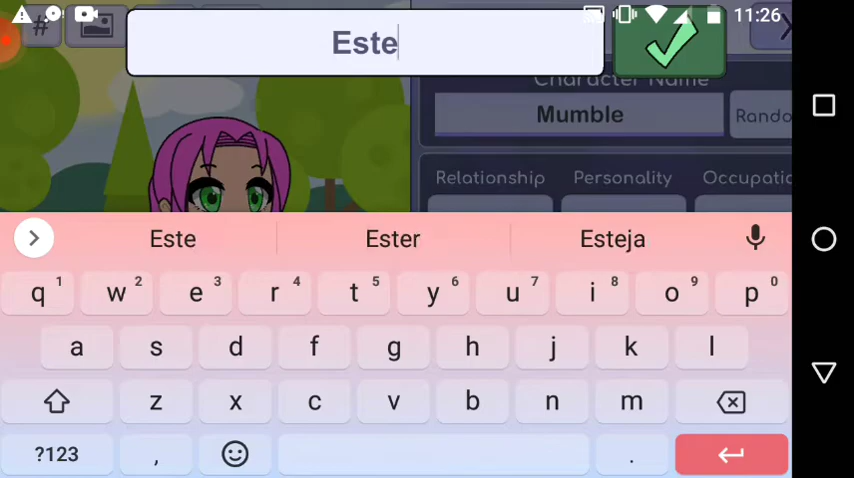 # Este 11:26
Character Name
Mumble Rando
Relationship Personality Occupatio
Este Ester Esteja
q 1 w 2 e 3 r 4 t 5 y 6 u 7 i 8 o 9 p 0
a s d f g h j k l
z x c v b n m
?123 , .